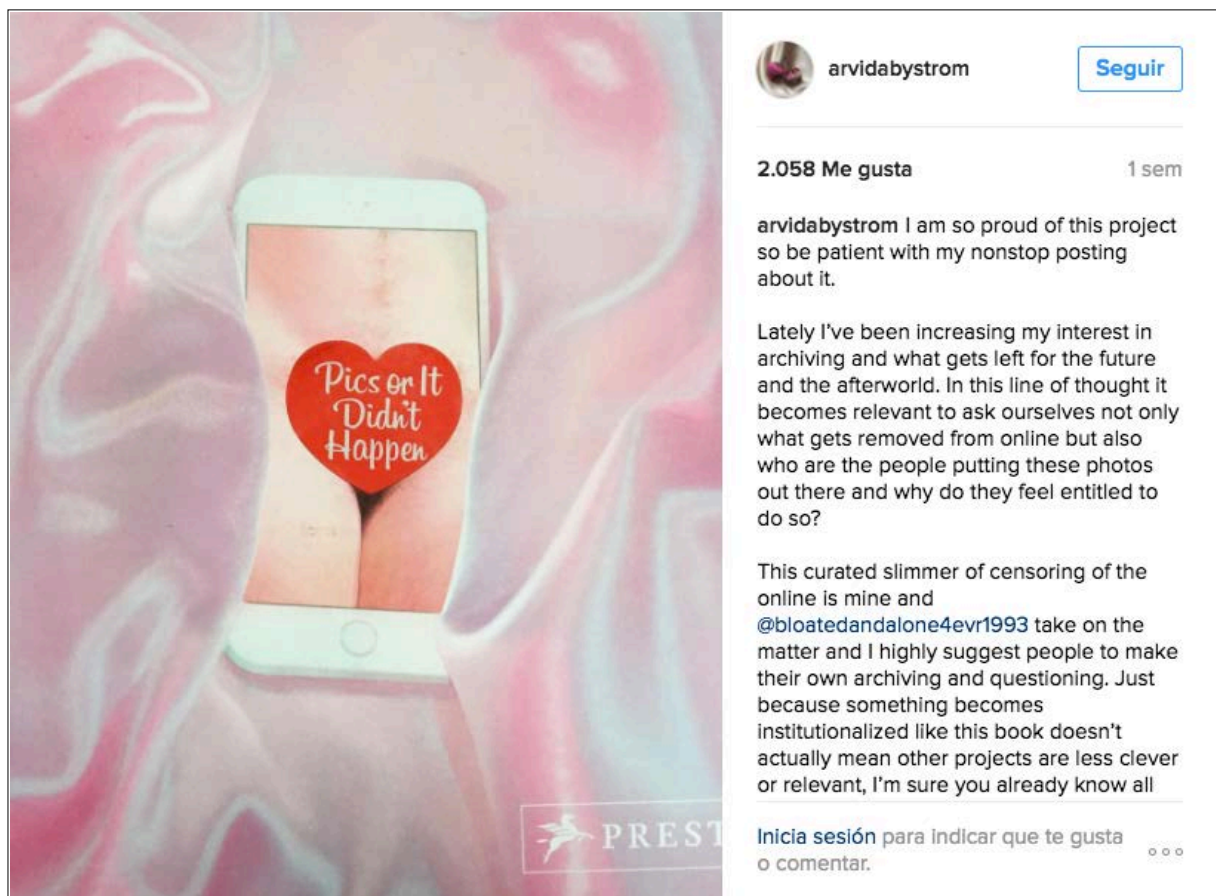 Pics or It
Didn't
Happen
PREST
arvidabystrom
Seguir
2.058 Me gusta
1 sem
arvidabystrom I am so proud of this project
so be patient with my nonstop posting
about it.
Lately I've been increasing my interest in
archiving and what gets left for the future
and the afterworld. In this line of thought it
becomes relevant to ask ourselves not only
what gets removed from online but also
who are the people putting these photos
out there and why do they feel entitled to
do so?
This curated slimmer of censoring of the
online is mine and
@bloatedandalone4evr1993 take on the
matter and I highly suggest people to make
their own archiving and questioning. Just
because something becomes
institutionalized like this book doesn't
actually mean other projects are less clever
or relevant, I'm sure you already know all
Inicia sesión para indicar que te gusta
o comentar.